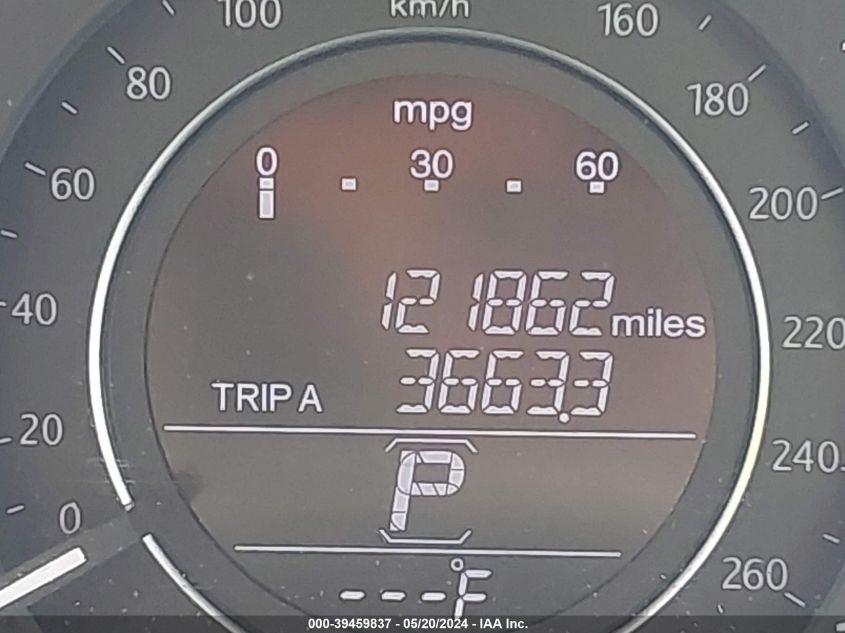 100 km/h 160
80 mpg 180
0 30 60
60 200
121862 miles
40 220
TRIP A 3663.3
20 240
P
0 260
---°F
000-39459837 - 05/20/2024 - IAA Inc.